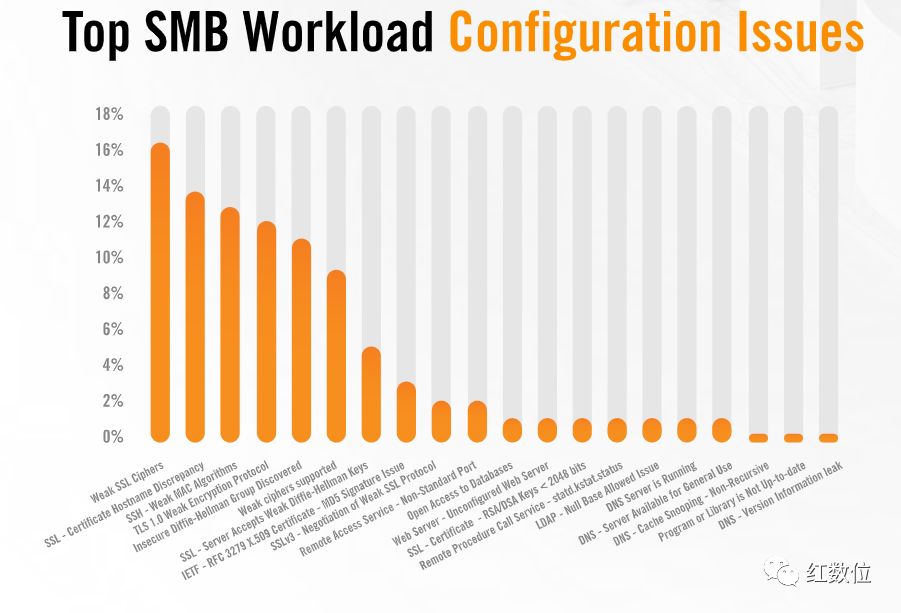 Top SMB Workload Configuration Issues
18%
16%
14%
12%
10%
8%
6%
4%
2%
0%
Weak SSL Ciphers
SSL - Certificate Hostname Discrepancy
SSH - Weak MAC Algorithms
TLS 1.0 Weak Encryption Protocol
Insecure Diffie-Hellman Group Discovered
Weak ciphers supported
SSL - Server Accepts Weak Diffie-Hellman Keys
IETF - RFC 3279 X.509 Certificate - MD5 Signature Issue
SSLv3 - Negotiation of Weak SSL Protocol
Remote Access Service - Non-Standard Port
Open Access to Databases
Web Server - Unconfigured Web Server
SSL - Certificate - RSA/DSA Keys < 2048 bits
Remote Procedure Call Service - statd.kstat.status
LDAP - Null Base Allowed Issue
DNS Server is Running
DNS - Server Available for General Use
DNS - Cache Snooping - Non-Recursive
Program or Library is Not Up-to-date
DNS - Version Information leak
红数位